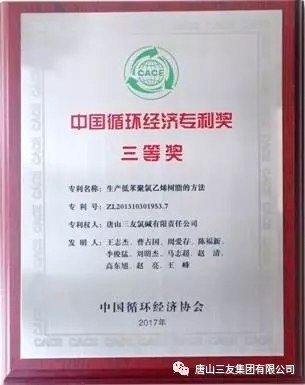 CACE
中国循环经济专利奖
三等奖
专利名称：生产低苯聚氯乙烯树脂的方法
专利号：ZL201310301953.7
专利权人：唐山三友氯碱有限责任公司
发明人：王志杰、曹占国、周爱存、陈福新、
李俊猛、刘明杰、马志超、赵清、
高东旭、赵亮、王峰
中国循环经济协会
2017年
唐山三友集团有限公司